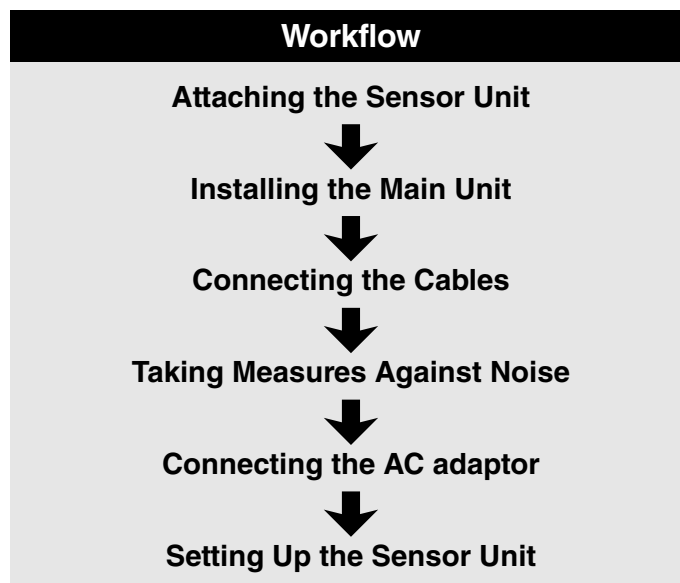 Workflow
Attaching the Sensor Unit
Installing the Main Unit
Connecting the Cables
Taking Measures Against Noise
Connecting the AC adaptor
Setting Up the Sensor Unit